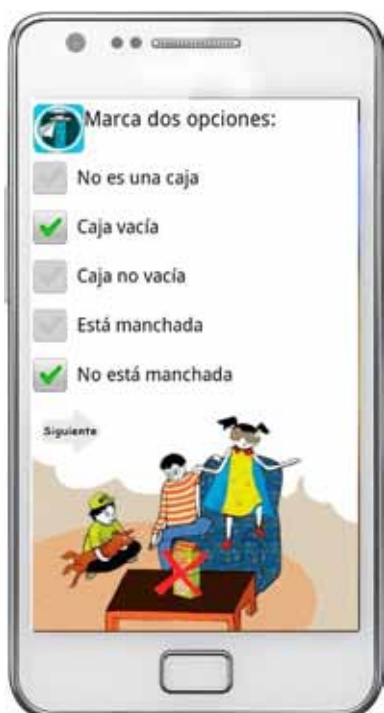 Marca dos opciones:
No es una caja
Caja vacía
Caja no vacía
Está manchada
No está manchada
Siguiente